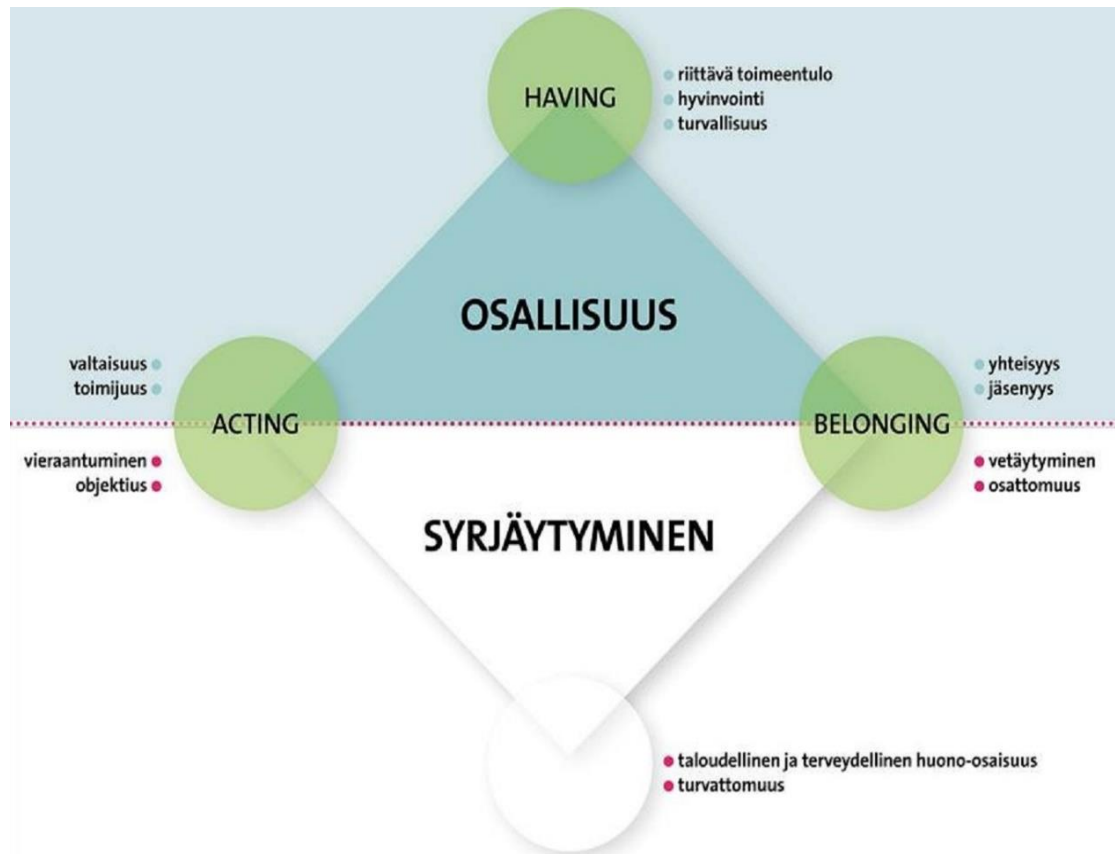 HAVING
riittävä toimeentulo
hyvinvointi
turvallisuus
OSALLISUUS
valtaisuus
toimijuus
yhteisyys
jäsenyys
ACTING
BELONGING
vieraantuminen
objektius
vetäytyminen
osattomuus
SYRJÄYTYMINEN
taloudellinen ja terveydellinen huono-osaisuus
turvattomuus